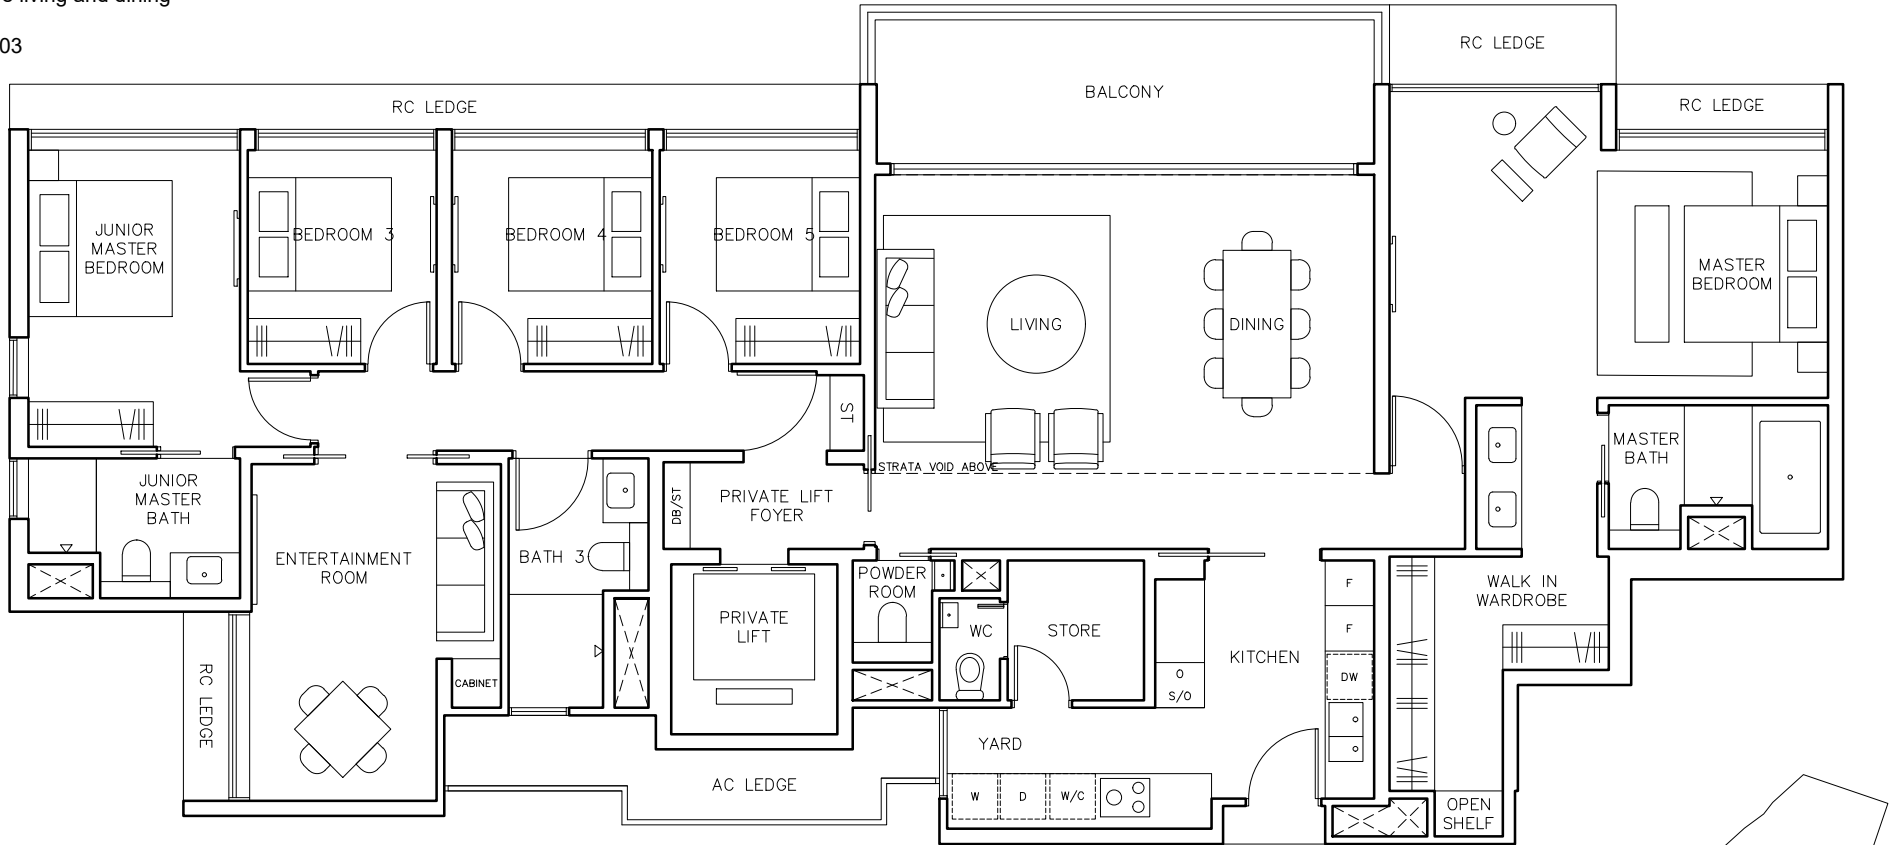 living and dining
03
RC LEDGE
BALCONY
RC LEDGE
RC LEDGE
JUNIOR
MASTER
BEDROOM
BEDROOM 3
BEDROOM 4
BEDROOM 5
LIVING
DINING
MASTER
BEDROOM
ST
STRATA VOID ABOVE
MASTER
BATH
JUNIOR
MASTER
BATH
DB/ST
PRIVATE LIFT
FOYER
ENTERTAINMENT
ROOM
BATH 3
POWDER
ROOM
PRIVATE
LIFT
WC
STORE
KITCHEN
F
F
DW
O
S/O
WALK IN
WARDROBE
RC LEDGE
CABINET
YARD
AC LEDGE
W
D
W/C
OPEN
SHELF